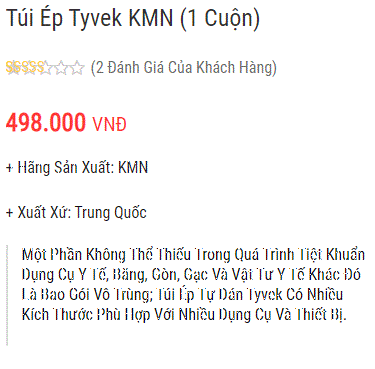 Túi Ép Tyvek KMN (1 Cuộn)
(2 Đánh Giá Của Khách Hàng)
498.000 VNĐ
+ Hãng Sản Xuất: KMN
+ Xuất Xứ: Trung Quốc
Một Phần Không Thể Thiếu Trong Quá Trình Tiệt Khuẩn
Dụng Cụ Y Tế, Băng, Gòn, Gạc Và Vật Tư Y Tế Khác Đó
Là Bao Gói Vô Trùng; Túi Ép Tự Dán Tyvek Có Nhiều
Kích Thước Phù Hợp Với Nhiều Dụng Cụ Và Thiết Bị.